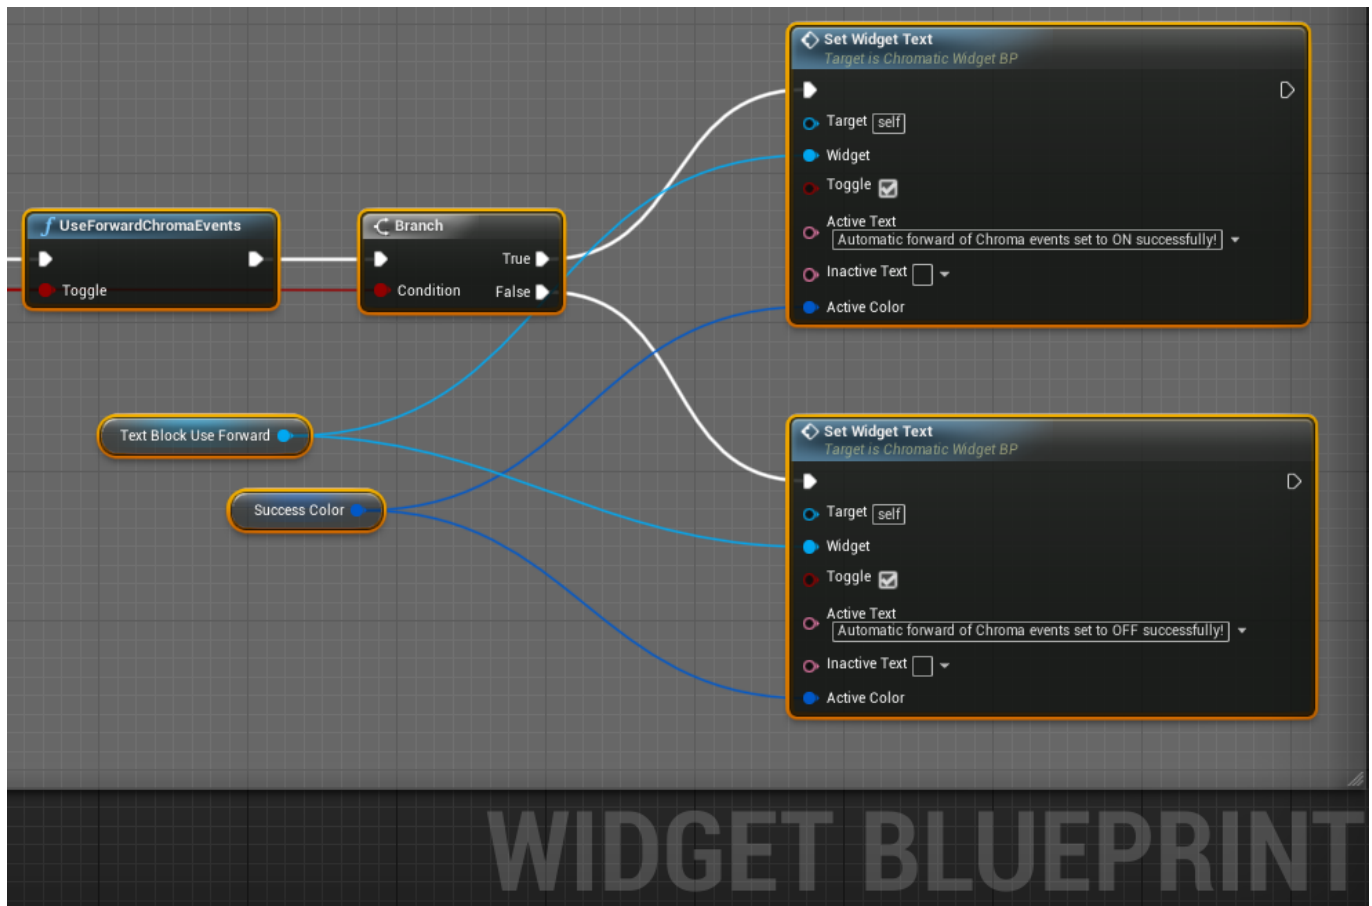 Set Widget Text
Target is Chromatic Widget BP
Target self
Widget
Toggle
Active Text
Automatic forward of Chroma events set to ON successfully!
Inactive Text
Active Color
UseForwardChromaEvents
Toggle
Branch
True
Condition
False
Text Block Use Forward
Success Color
Set Widget Text
Target is Chromatic Widget BP
Target self
Widget
Toggle
Active Text
Automatic forward of Chroma events set to OFF successfully!
Inactive Text
Active Color
WIDGET BLUEPRINT